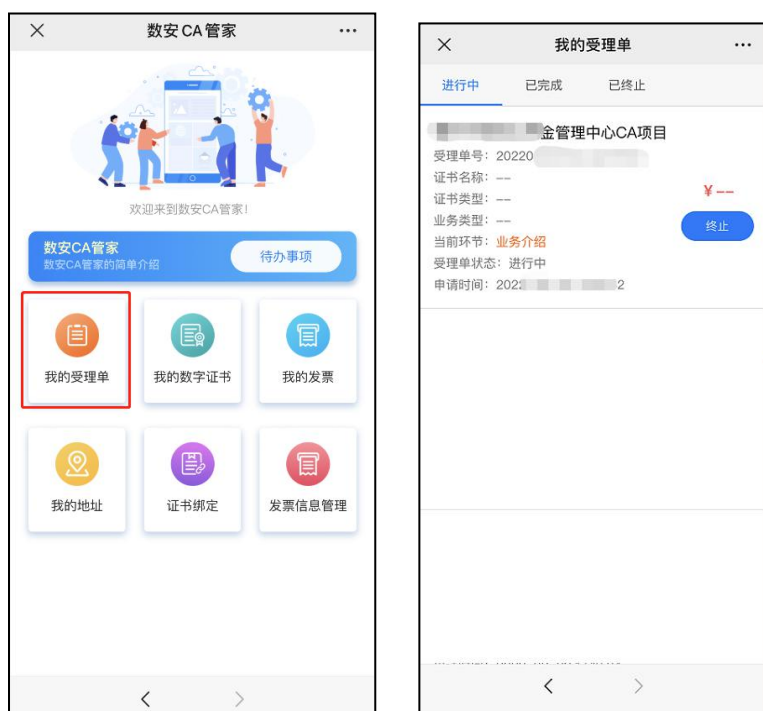 数安CA管家
欢迎来到数安CA管家!
数安CA管家
数安CA管家的简单介绍
待办事项
我的受理单 我的数字证书 我的发票
我的地址 证书绑定 发票信息管理
我的受理单
进行中 已完成 已终止
金管理中心CA项目
受理单号: 20220
证书名称: --
证书类型: --
¥ --
业务类型: --
终止
当前环节: 业务介绍
受理单状态: 进行中
申请时间: 202 2